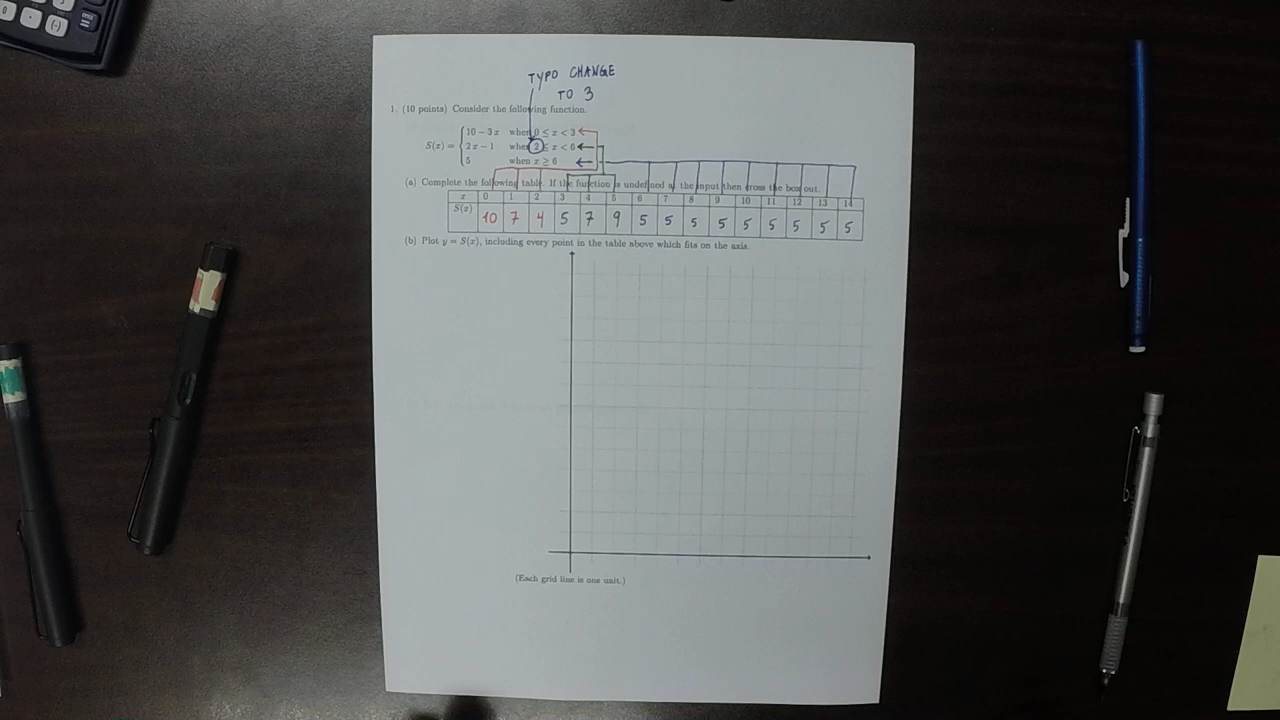 TYPO CHANGE
TO 3
1. (10 points) Consider the following function.
S(x) = { 10 − 3x when 0 ≤ x < 3
2x − 1 when 2 ≤ x < 6
5 when x ≥ 6
(a) Complete the following table. If the function is undefined at the input then cross the box out.
x 0 1 2 3 4 5 6 7 8 9 10 11 12 13 14
S(x) 10 7 4 5 7 9 5 5 5 5 5 5 5 5 5
(b) Plot y = S(x), including every point in the table above which fits on the axis.
(Each grid line is one unit.)